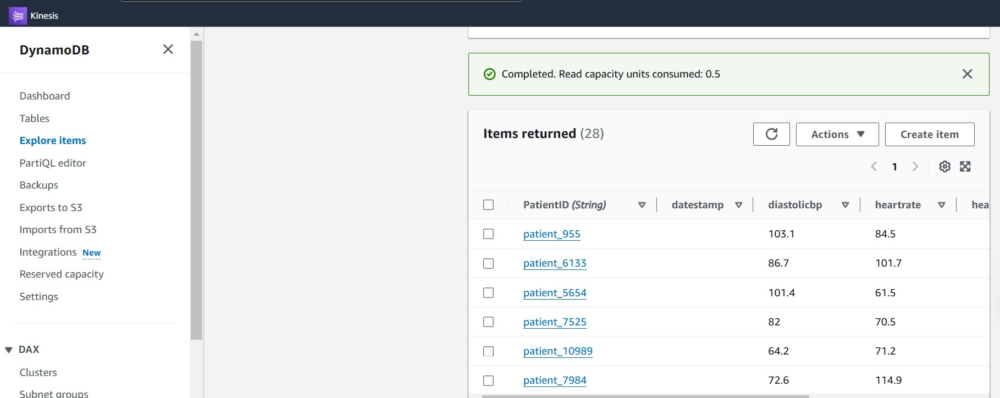 Kinesis
DynamoDB
Dashboard
Tables
Explore items
PartiQL editor
Backups
Exports to S3
Imports from S3
Integrations New
Reserved capacity
Settings
DAX
Clusters
Subnet groups
Completed. Read capacity units consumed: 0.5
Items returned (28)
Actions
Create item
1
PatientID (String) datestamp diastolicbp heartrate hea
patient_955 103.1 84.5
patient_6133 86.7 101.7
patient_5654 101.4 61.5
patient_7525 82 70.5
patient_10989 64.2 71.2
patient_7984 72.6 114.9